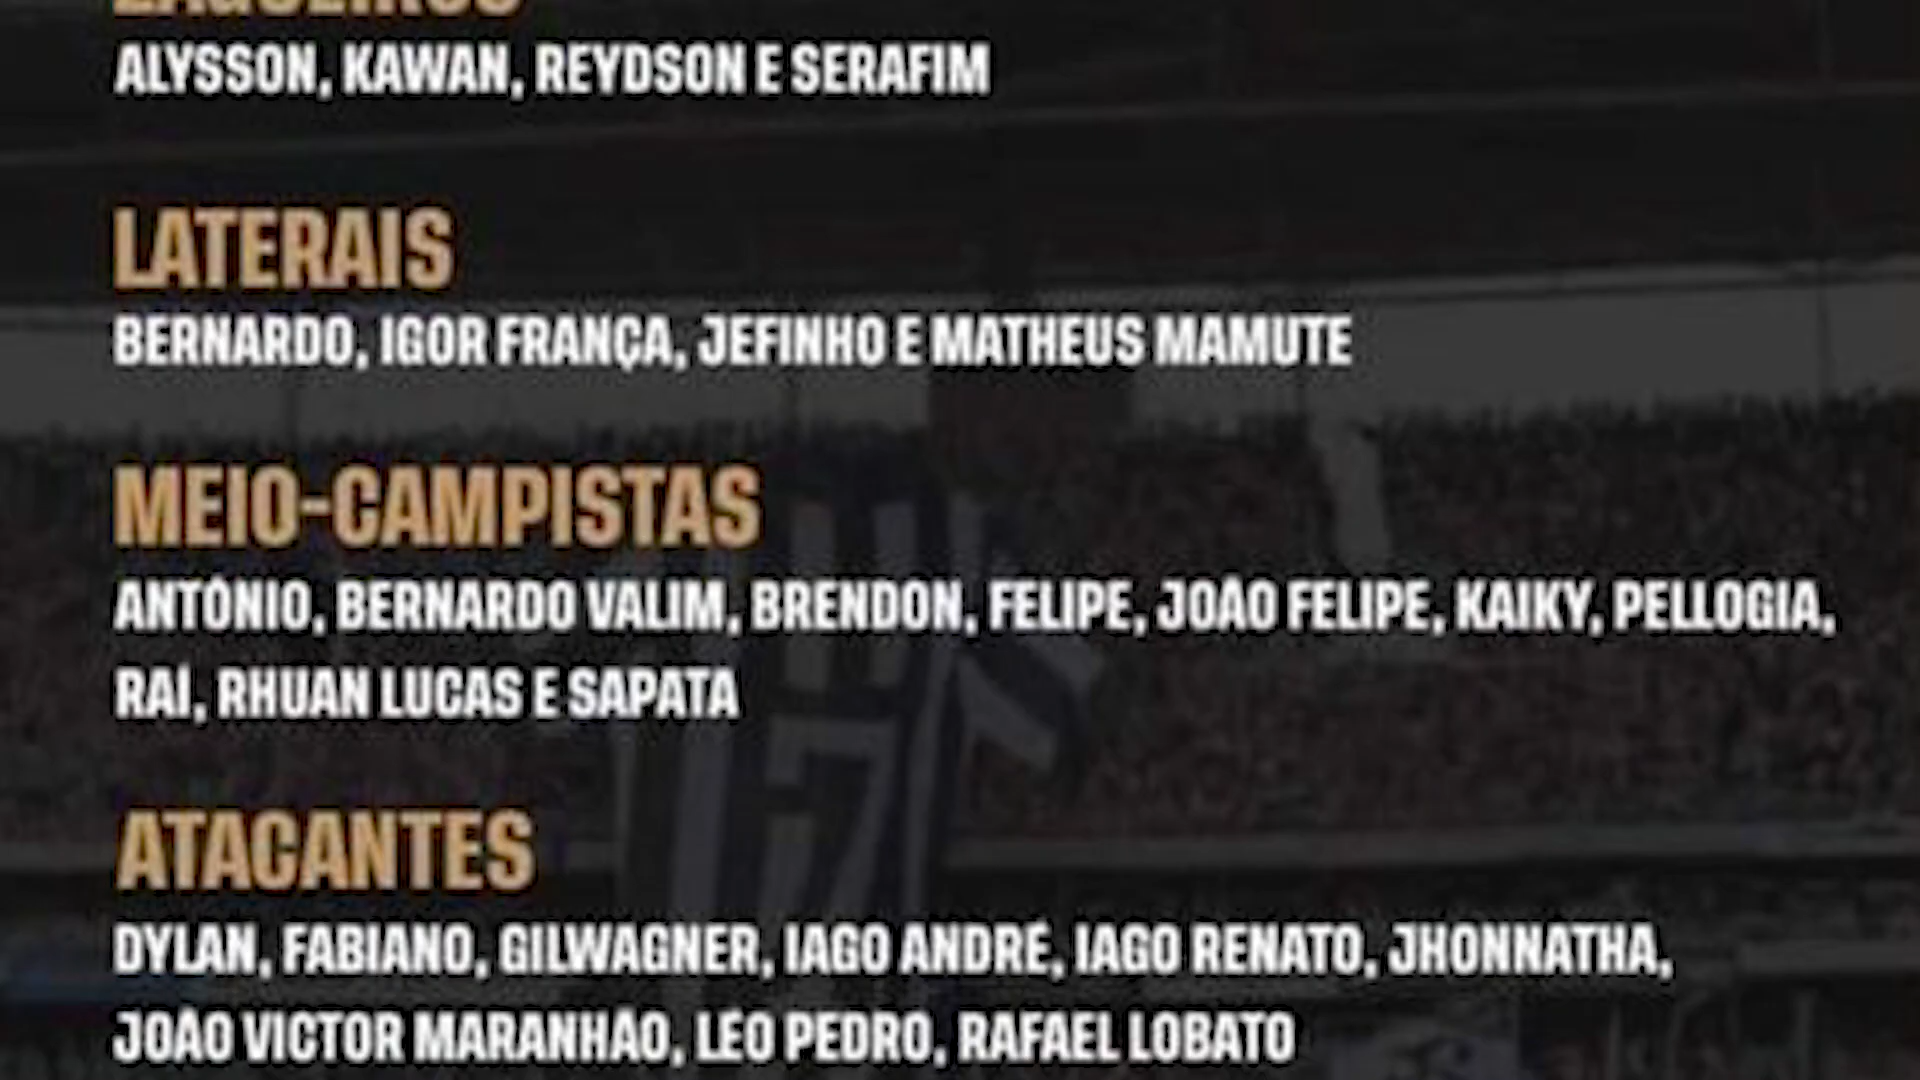 ZAGUEIROS
ALYSSON, KAWAN, REYDSON E SERAFIM
LATERAIS
BERNARDO, IGOR FRANÇA, JEFINHO E MATHEUS MAMUTE
MEIO-CAMPISTAS
ANTÔNIO, BERNARDO VALIM, BRENDON, FELIPE, JOÃO FELIPE, KAIKY, PELLOGIA,
RAÍ, RHUAN LUCAS E SAPATA
ATACANTES
DYLAN, FABIANO, GILWAGNER, IAGO ANDRÉ, IAGO RENATO, JHONNATHA,
JOÃO VICTOR MARANHÃO, LÉO PEDRO, RAFAEL LOBATO